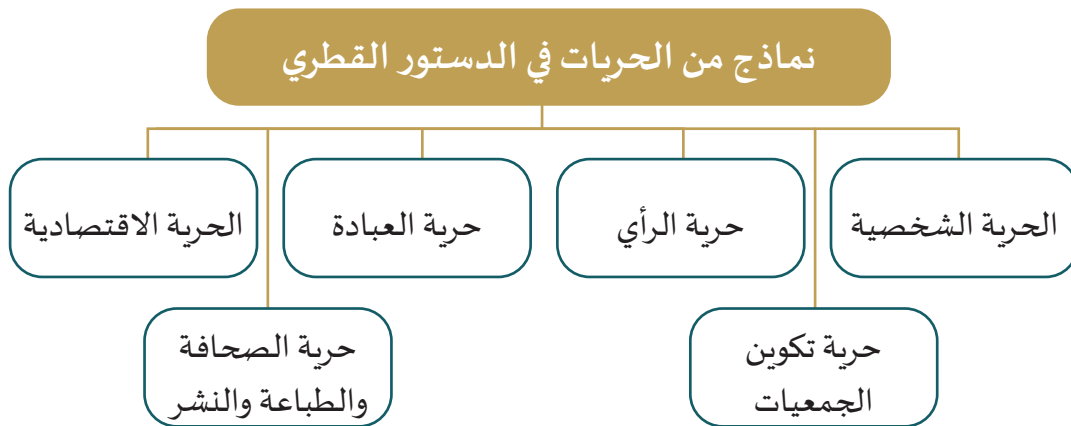 نماذج من الحريات في الدستور القطري
الحرية الشخصية
حرية الرأي
حرية العبادة
الحرية الاقتصادية
حرية تكوين
الجمعيات
حرية الصحافة
والطباعة والنشر